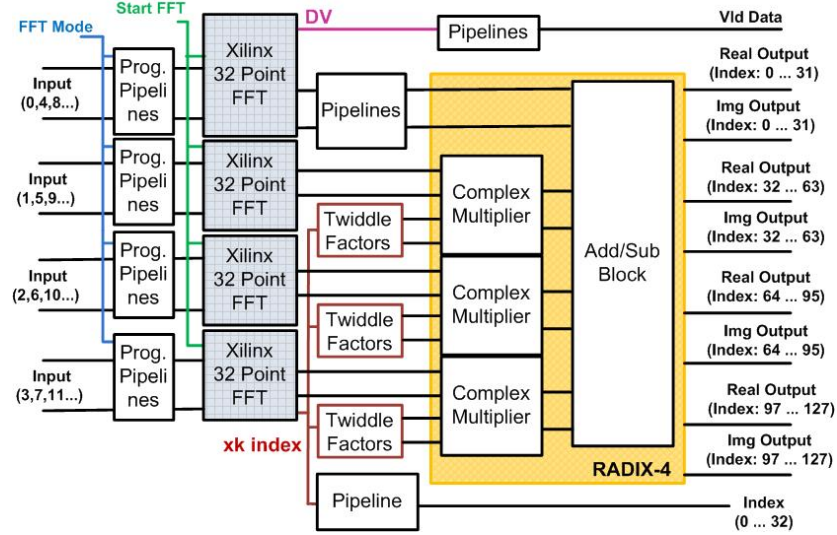 Start FFT
DV
Vld Data
FFT Mode
Pipelines
Xilinx
32 Point
FFT
Prog.
Pipeli
nes
Input
(0,4,8...)
Pipelines
Real Output
(Index: 0 ... 31)
Img Output
(Index: 0 ... 31)
Prog.
Pipeli
nes
Input
(1,5,9...)
Xilinx
32 Point
FFT
Complex
Multiplier
Real Output
(Index: 32 ... 63)
Twiddle
Factors
Img Output
(Index: 32 ... 63)
Add/Sub
Block
Prog.
Pipeli
nes
Input
(2,6,10...)
Xilinx
32 Point
FFT
Complex
Multiplier
Real Output
(Index: 64 ... 95)
Twiddle
Factors
Img Output
(Index: 64 ... 95)
Prog.
Pipeli
nes
Input
(3,7,11...)
Xilinx
32 Point
FFT
Complex
Multiplier
Real Output
(Index: 97 ... 127)
Twiddle
Factors
Img Output
(Index: 97 ... 127)
xk index
RADIX-4
Pipeline
Index
(0 ... 32)